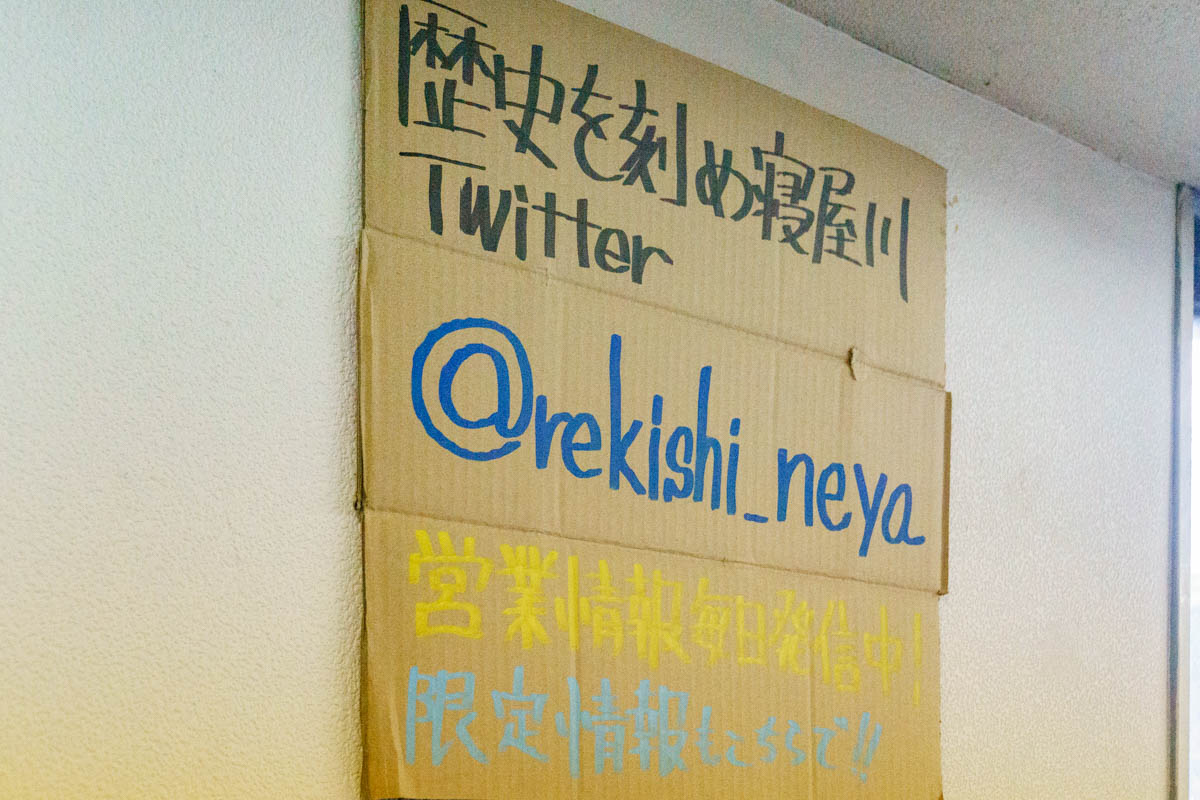 歴史を刻め寝屋川
Twitter
@rekishi_neya
営業情報毎日発信中!
限定情報もこちらで!!